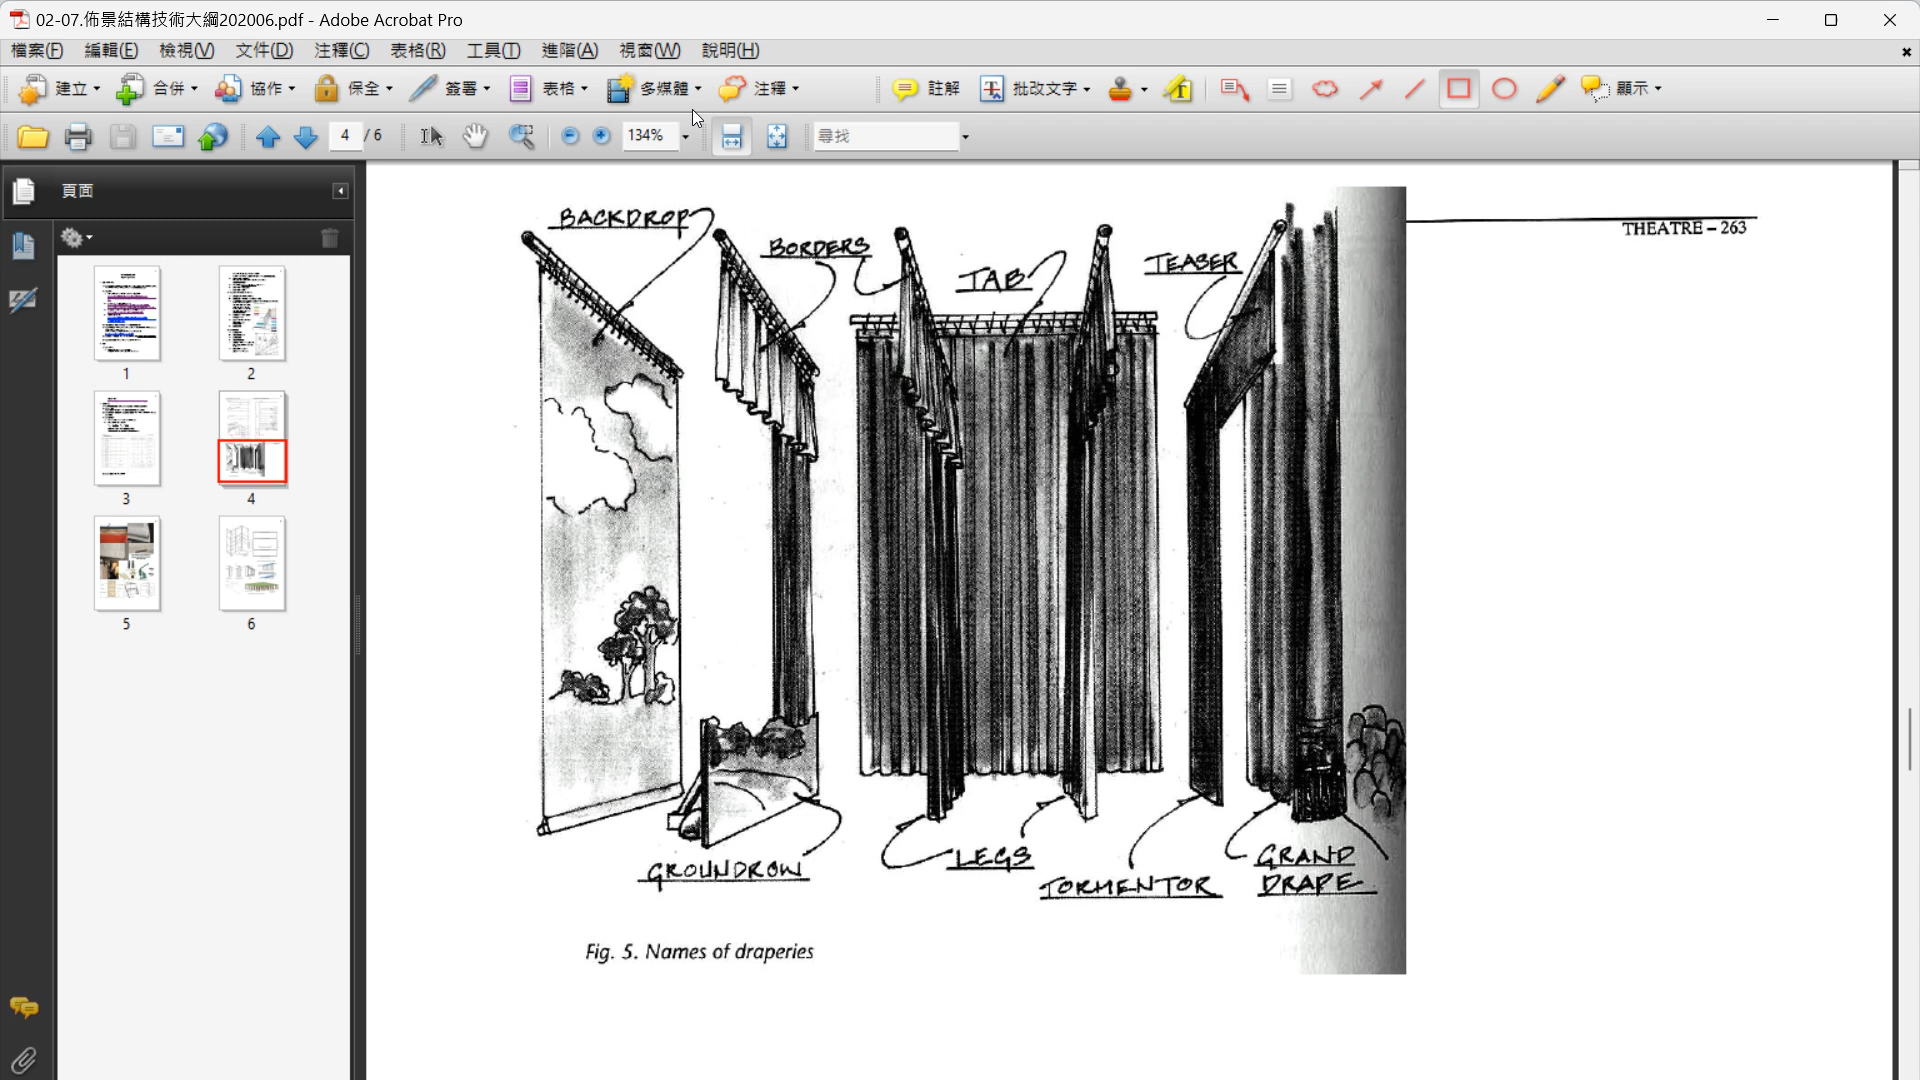 02-07.佈景結構技術大綱202006.pdf - Adobe Acrobat Pro
檔案(F) 編輯(E) 檢視(V) 文件(D) 注釋(C) 表格(R) 工具(T) 進階(A) 視窗(W) 說明(H)
建立 合併 協作 保全 簽署 表格 多媒體 注釋 註解 批改文字 顯示
4 / 6 134% 尋找
頁面
1 2
3 4
5 6
THEATRE – 263
BACKDROP
BORDERS
TAB
TEASER
GROUNDROW
LEGS
TORMENTOR
GRAND
DRAPE
Fig. 5. Names of draperies